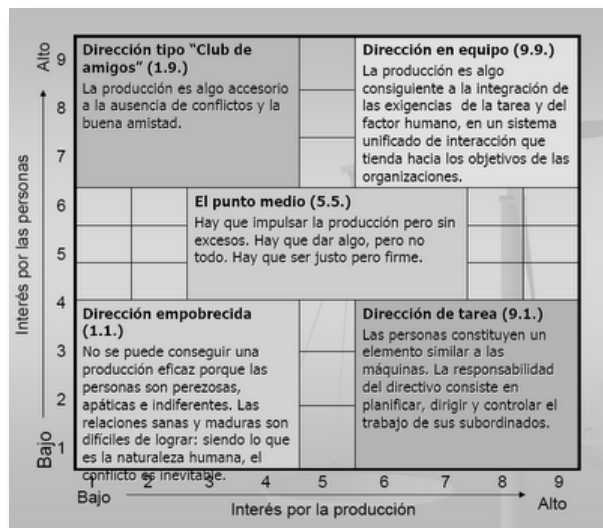 Alto
9
8
7
6
5
4
3
2
1
Bajo
Interés por las personas
Dirección tipo “Club de
amigos” (1.9.)
La producción es algo accesorio
a la ausencia de conflictos y la
buena amistad.
Dirección en equipo (9.9.)
La producción es algo
consiguiente a la integración de
las exigencias de la tarea y del
factor humano, en un sistema
unificado de interacción que
tienda hacia los objetivos de las
organizaciones.
El punto medio (5.5.)
Hay que impulsar la producción pero sin
excesos. Hay que dar algo, pero no
todo. Hay que ser justo pero firme.
Dirección empobrecida
(1.1.)
No se puede conseguir una
producción eficaz porque las
personas son perezosas,
apáticas e indiferentes. Las
relaciones sanas y maduras son
difíciles de lograr: siendo lo que
es la naturaleza humana, el
conflicto es inevitable.
Dirección de tarea (9.1.)
Las personas constituyen un
elemento similar a las
máquinas. La responsabilidad
del directivo consiste en
planificar, dirigir y controlar el
trabajo de sus subordinados.
1 2 3 4 5 6 7 8 9
Bajo
Interés por la producción
Alto